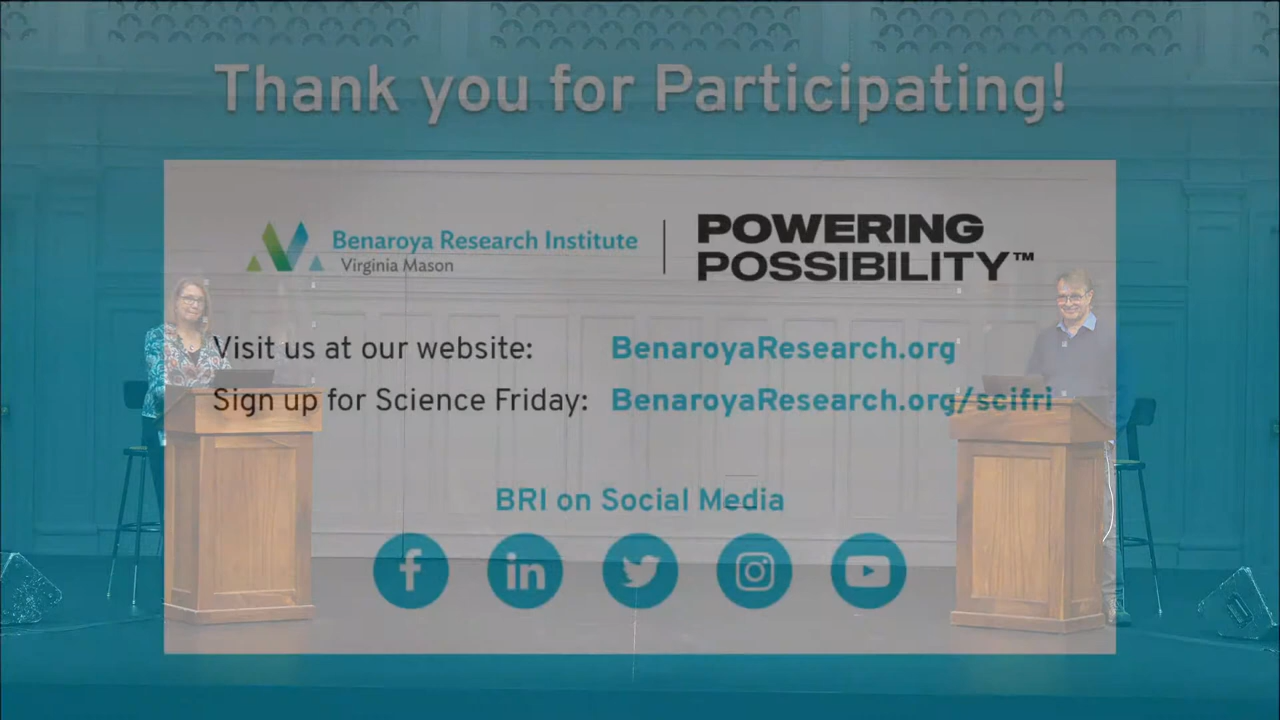 Thank you for Participating!
Benaroya Research Institute
Virginia Mason
POWERING
POSSIBILITY™
Visit us at our website: BenaroyaResearch.org
Sign up for Science Friday: BenaroyaResearch.org/scifri
BRI on Social Media